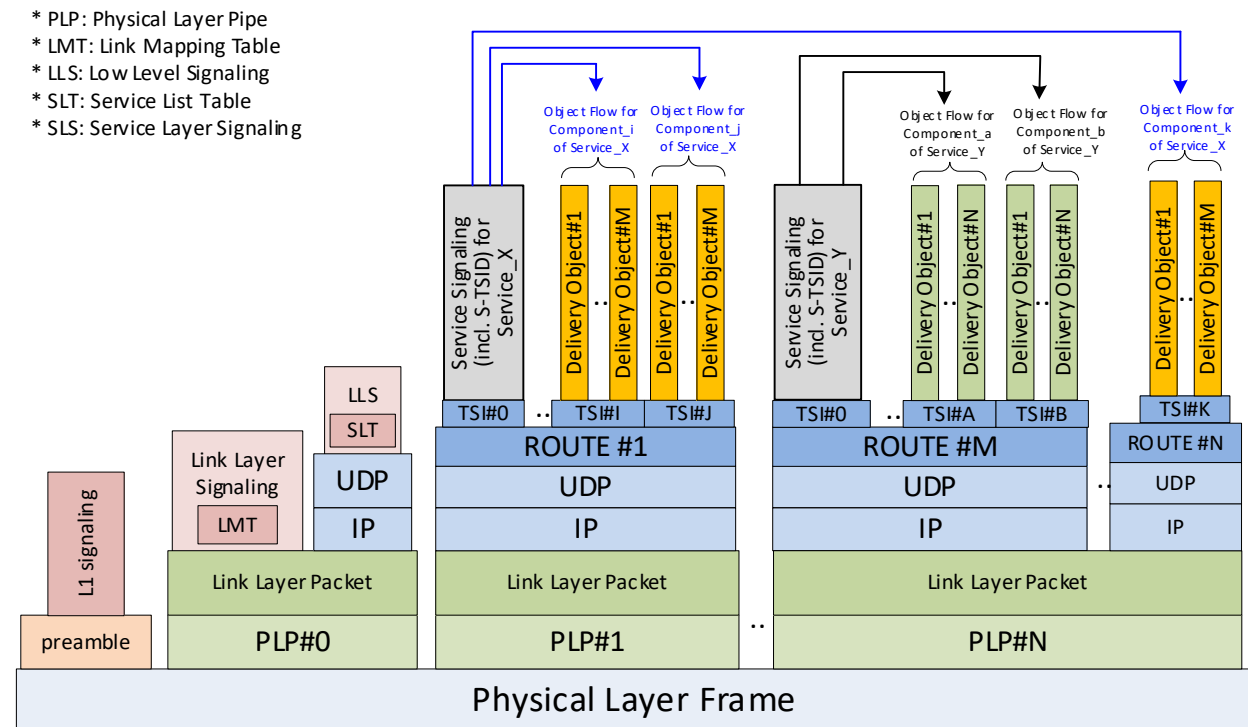 * PLP: Physical Layer Pipe
* LMT: Link Mapping Table
* LLS: Low Level Signaling
* SLT: Service List Table
* SLS: Service Layer Signaling
Object Flow for
Component_i
of Service_X
Object Flow for
Component_j
of Service_X
Object Flow for
Component_a
of Service_Y
Object Flow for
Component_b
of Service_Y
Object Flow for
Component_k
of Service_X
Service Signaling
(incl. S-TSID) for
Service_X
Delivery Object#1
..
Delivery Object#M
Delivery Object#1
..
Delivery Object#M
Service Signaling
(incl. S-TSID) for
Service_Y
Delivery Object#1
..
Delivery Object#N
Delivery Object#1
..
Delivery Object#N
Delivery Object#1
..
Delivery Object#M
TSI#0
..
TSI#I
TSI#J
TSI#0
..
TSI#A
TSI#B
TSI#K
LLS
SLT
ROUTE #1
ROUTE #M
ROUTE #N
Link Layer
Signaling
LMT
UDP
UDP
UDP
..
UDP
IP
IP
IP
IP
L1 signaling
Link Layer Packet
Link Layer Packet
Link Layer Packet
preamble
PLP#0
PLP#1
..
PLP#N
Physical Layer Frame